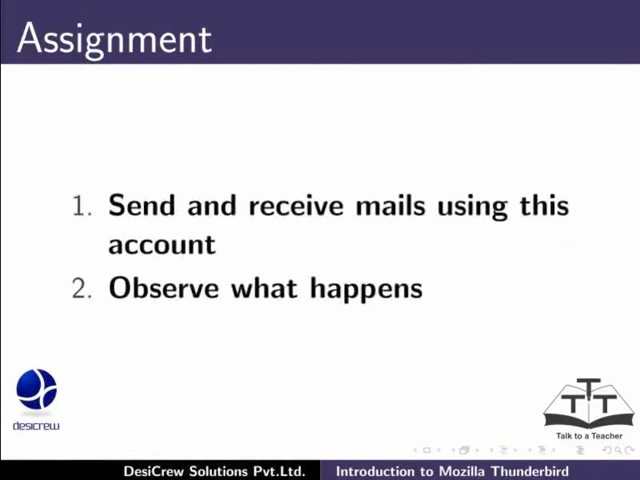 Assignment
1. Send and receive mails using this
account
2. Observe what happens
desicrew
T T T
Talk to a Teacher
DesiCrew Solutions Pvt.Ltd. Introduction to Mozilla Thunderbird